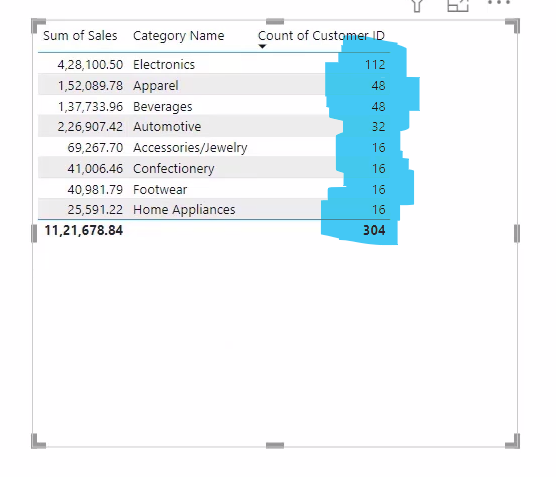 Sum of Sales Category Name Count of Customer ID
4,28,100.50 Electronics 112
1,52,089.78 Apparel 48
1,37,733.96 Beverages 48
2,26,907.42 Automotive 32
69,267.70 Accessories/Jewelry 16
41,006.46 Confectionery 16
40,981.79 Footwear 16
25,591.22 Home Appliances 16
11,21,678.84 304